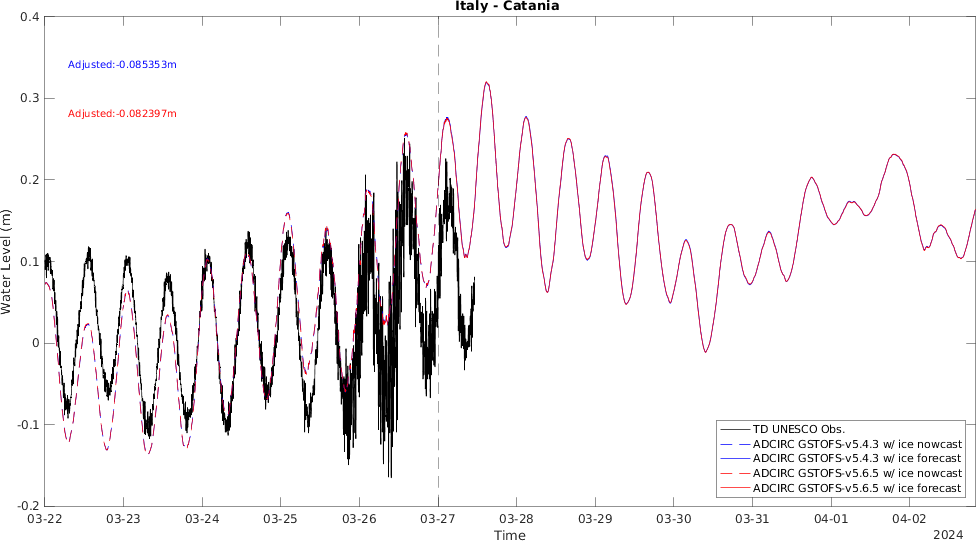 Italy - Catania
Water Level (m)
0.4
0.3
0.2
0.1
0
-0.1
-0.2
Adjusted:-0.085353m
Adjusted:-0.082397m
TD UNESCO Obs.
ADCIRC GSTOFS-v5.4.3 w/ ice nowcast
ADCIRC GSTOFS-v5.4.3 w/ ice forecast
ADCIRC GSTOFS-v5.6.5 w/ ice nowcast
ADCIRC GSTOFS-v5.6.5 w/ ice forecast
03-22 03-23 03-24 03-25 03-26 03-27 03-28 03-29 03-30 03-31 04-01 04-02
Time
2024